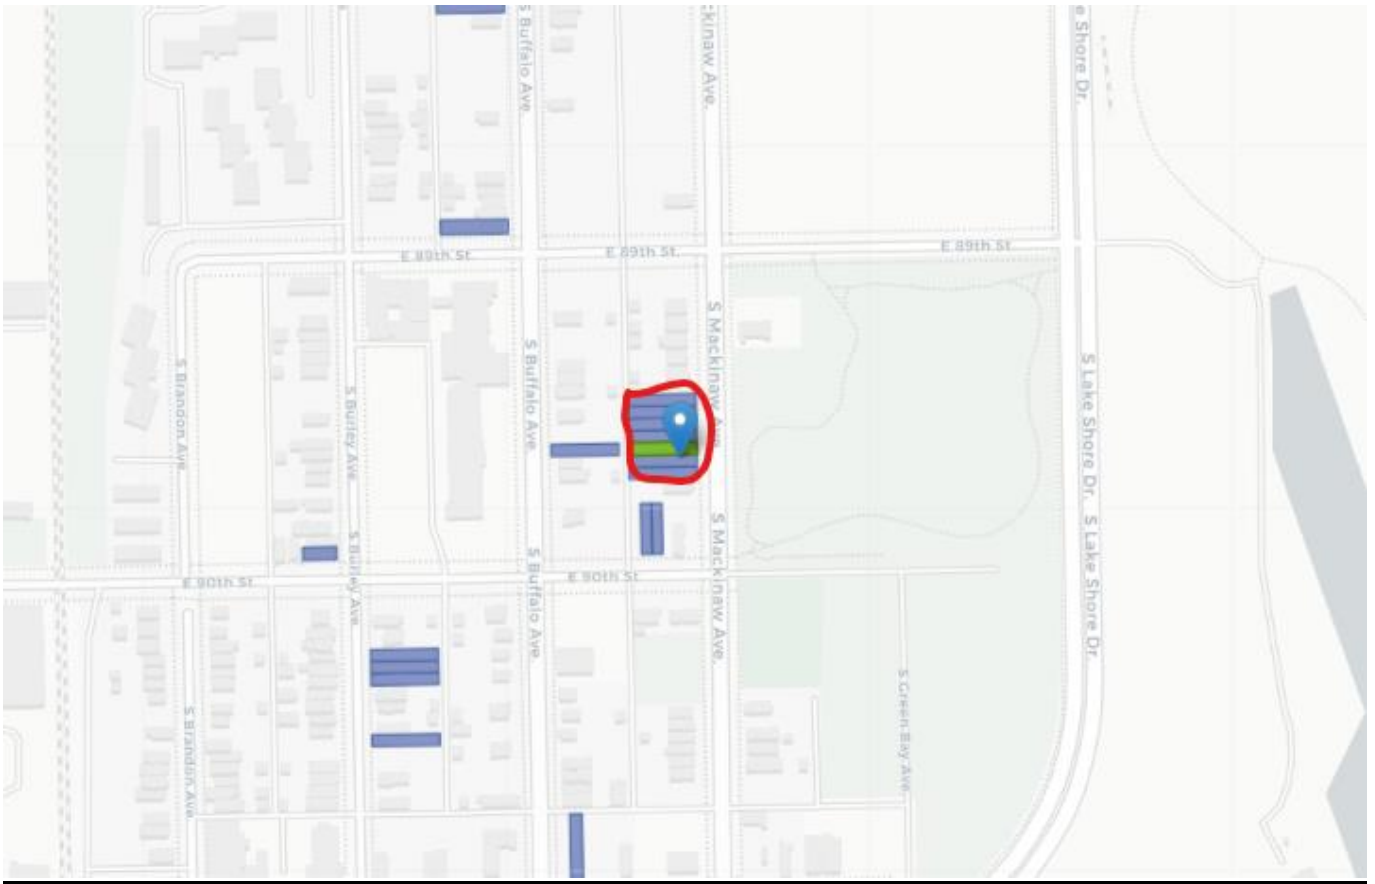 S Buffalo Ave
ckinaw Ave.
e Shore Dr.
E 89th St.
E 89th St.
E 89th St.
S Mackinaw Ave.
S Buffalo Ave.
S Brandon Ave.
S Burley Ave.
S Lake Shore Dr.
S Lake Shore Dr.
S Mackinaw Ave.
S Burley Ave.
S Buffalo Ave.
E 90th St.
E 90th St.
S Green Bay Ave.
S Brandon Ave.